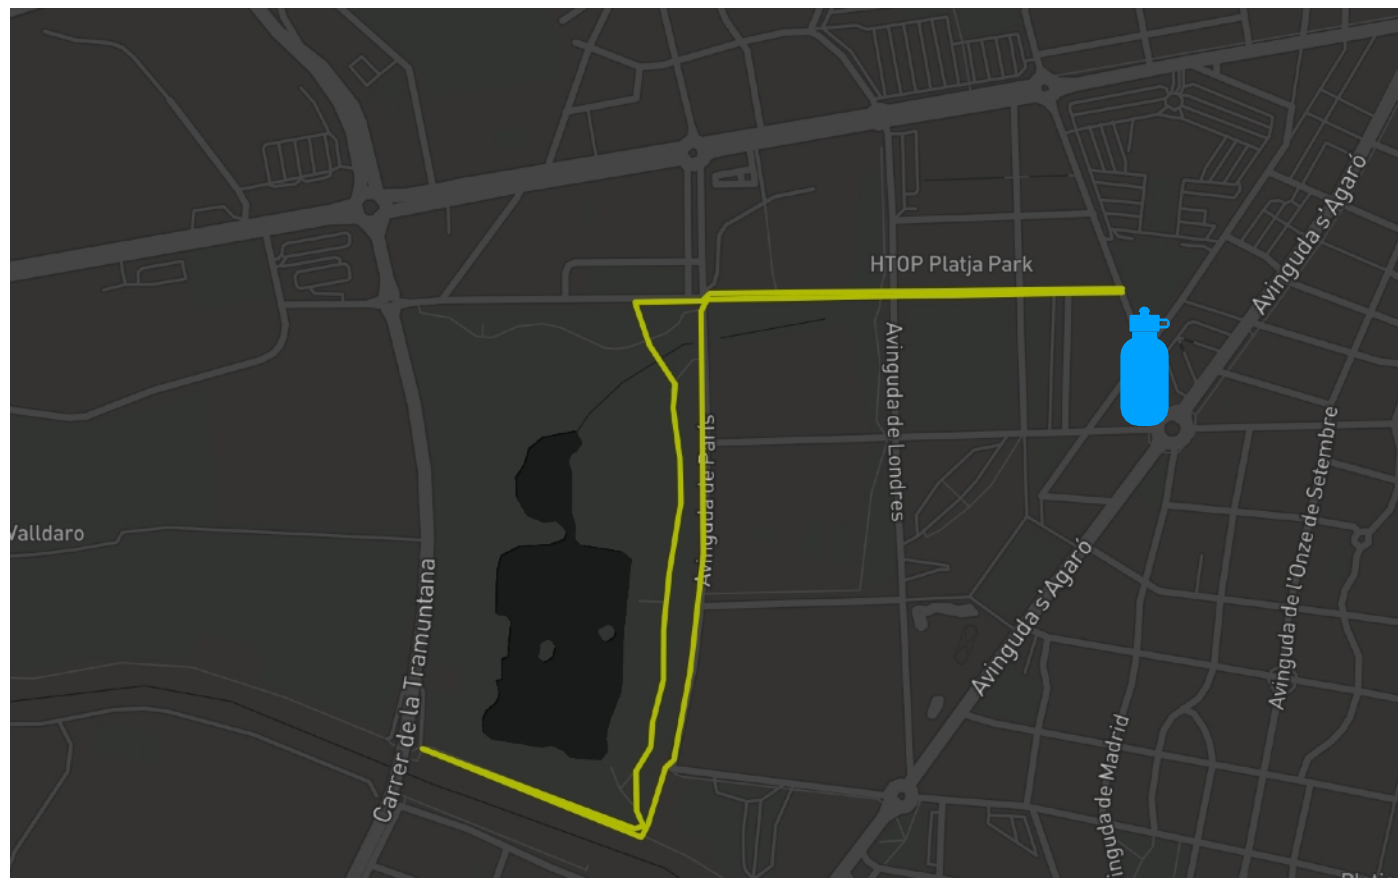 HTOP Platja Park
Avinguda s'Agaró
Avinguda de Londres
Avinguda de París
Avinguda de l'Onze de Setembre
Valldaro
Carrer de la Tramuntana
Avinguda s'Agaró
Avinguda de Madrid